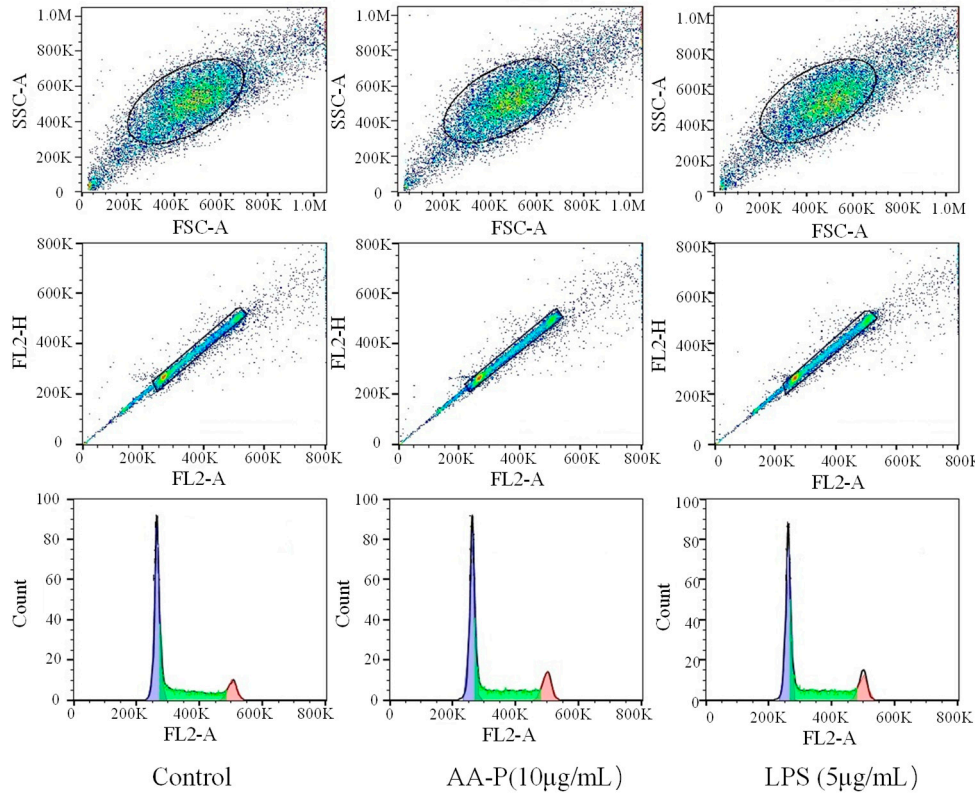 1.0M 1.0M 1.0M
800K 800K 800K
SSC-A SSC-A SSC-A
600K 600K 600K
400K 400K 400K
200K 200K 200K
0 0 0
0 200K 400K 600K 800K 1.0M 0 200K 400K 600K 800K 1.0M 0 200K 400K 600K 800K 1.0M
FSC-A FSC-A FSC-A
800K 800K 800K
600K 600K 600K
FL2-H FL2-H FL2-H
400K 400K 400K
200K 200K 200K
0 0 0
0 200K 400K 600K 800K 0 200K 400K 600K 800K 0 200K 400K 600K 800K
FL2-A FL2-A FL2-A
100 100 100
80 80 80
60 60 60
Count Count Count
40 40 40
20 20 20
0 0 0
0 200K 400K 600K 800K 0 200K 400K 600K 800K 0 200K 400K 600K 800K
FL2-A FL2-A FL2-A
Control AA-P(10μg/mL) LPS (5μg/mL)